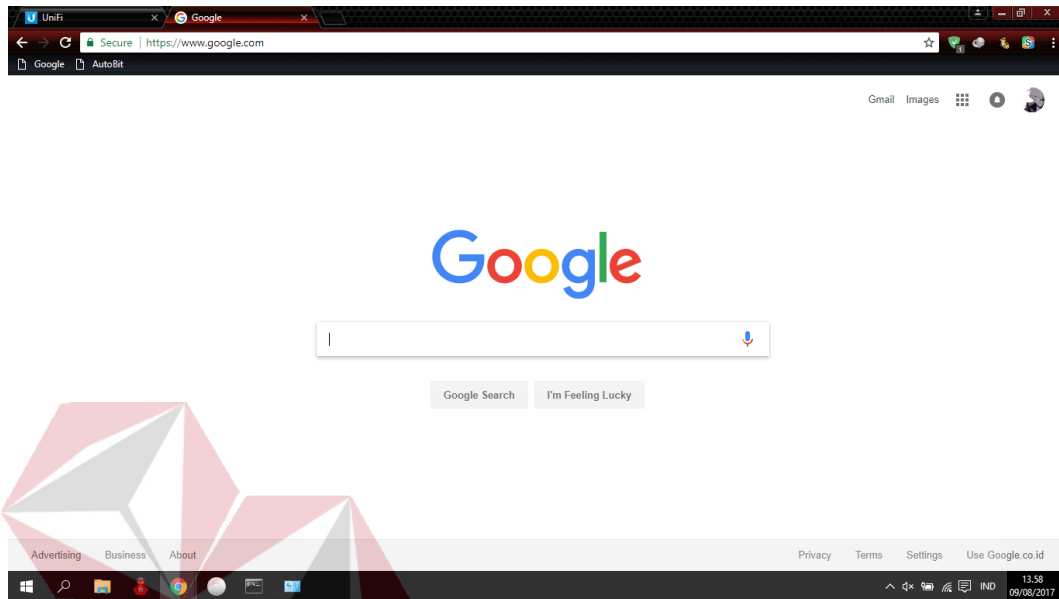 UniFi
Google
Secure | https://www.google.com
1
Google AutoBit
Gmail Images
Google
Google Search I'm Feeling Lucky
Advertising Business About Privacy Terms Settings Use Google.co.id
IND 13.58
09/08/2017